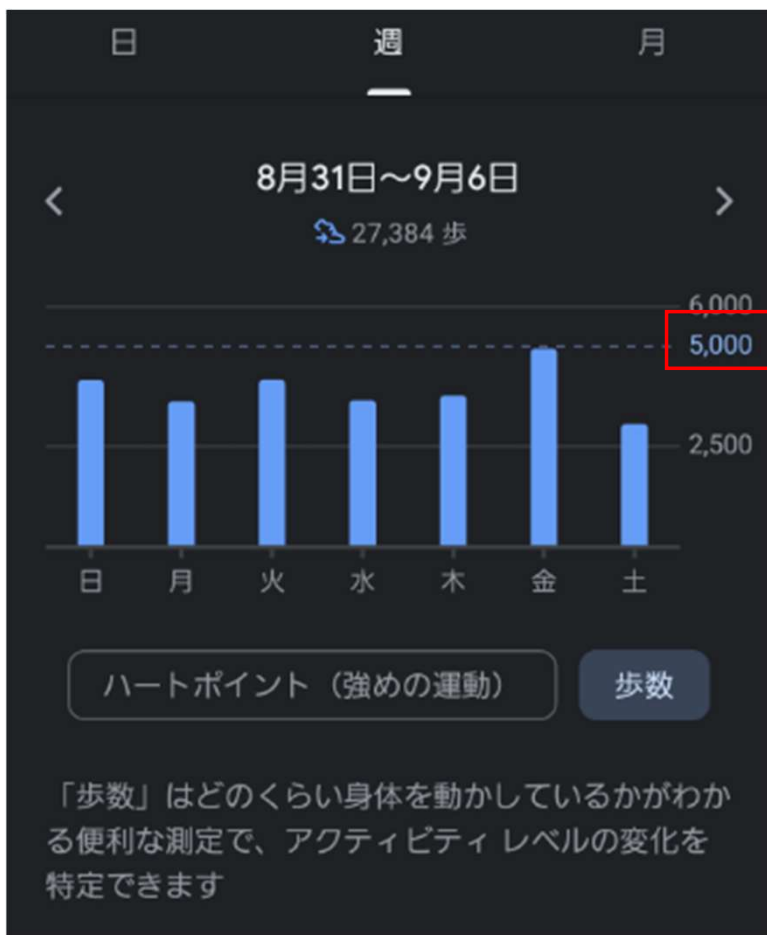 日 週 月
8月31日～9月6日
27,384 歩
6,000
5,000
2,500
日 月 火 水 木 金 土
ハートポイント（強めの運動） 歩数
「歩数」はどのくらい身体を動かしているかがわか
る便利な測定で、アクティビティ レベルの変化を
特定できます